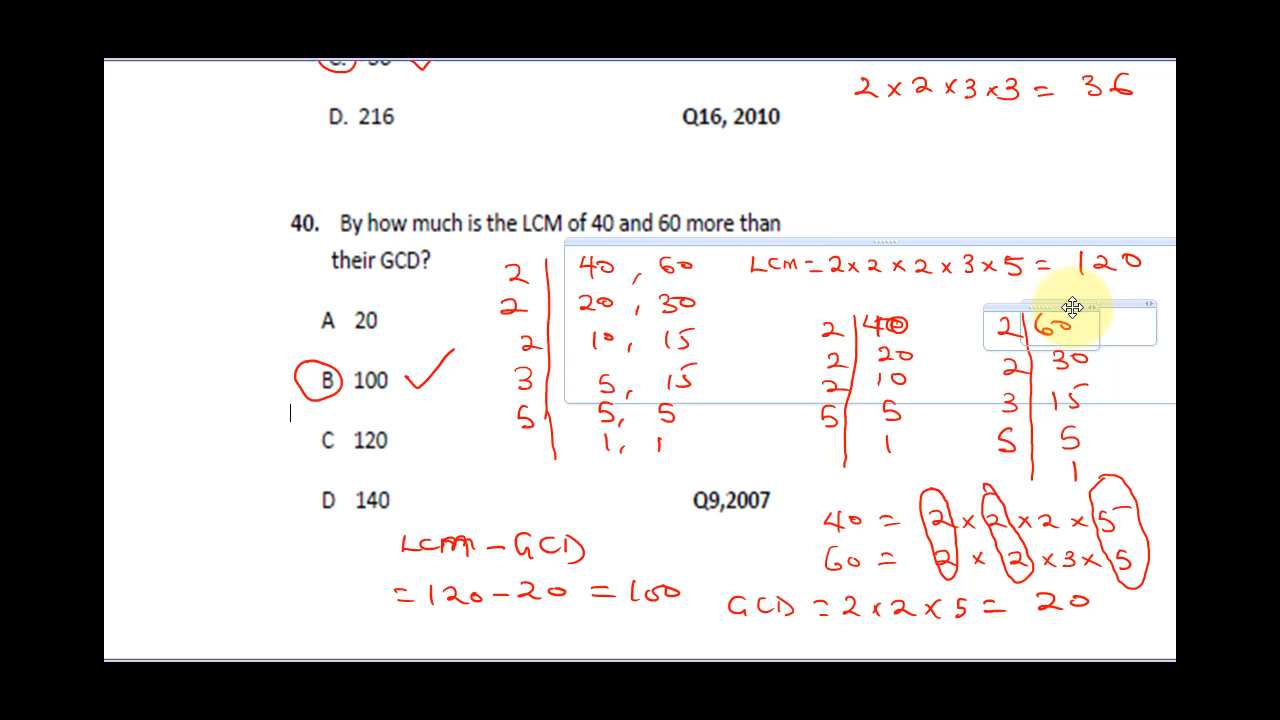 2 × 2 × 3 × 3 = 36
D. 216 Q16, 2010
40. By how much is the LCM of 40 and 60 more than
their GCD?
2 | 40, 60
2 | 20, 30
2 | 10, 15
3 | 5, 15
5 | 5, 5
1, 1
LCM = 2 × 2 × 2 × 3 × 5 = 120
A 20
B 100
C 120
D 140 Q9,2007
2 | 40
2 | 20
2 | 10
5 | 5
1
2 | 60
2 | 30
3 | 15
5 | 5
1
40 = 2 × 2 × 2 × 5
60 = 2 × 2 × 3 × 5
GCD = 2 × 2 × 5 = 20
LCM - GCD
= 120 - 20 = 100